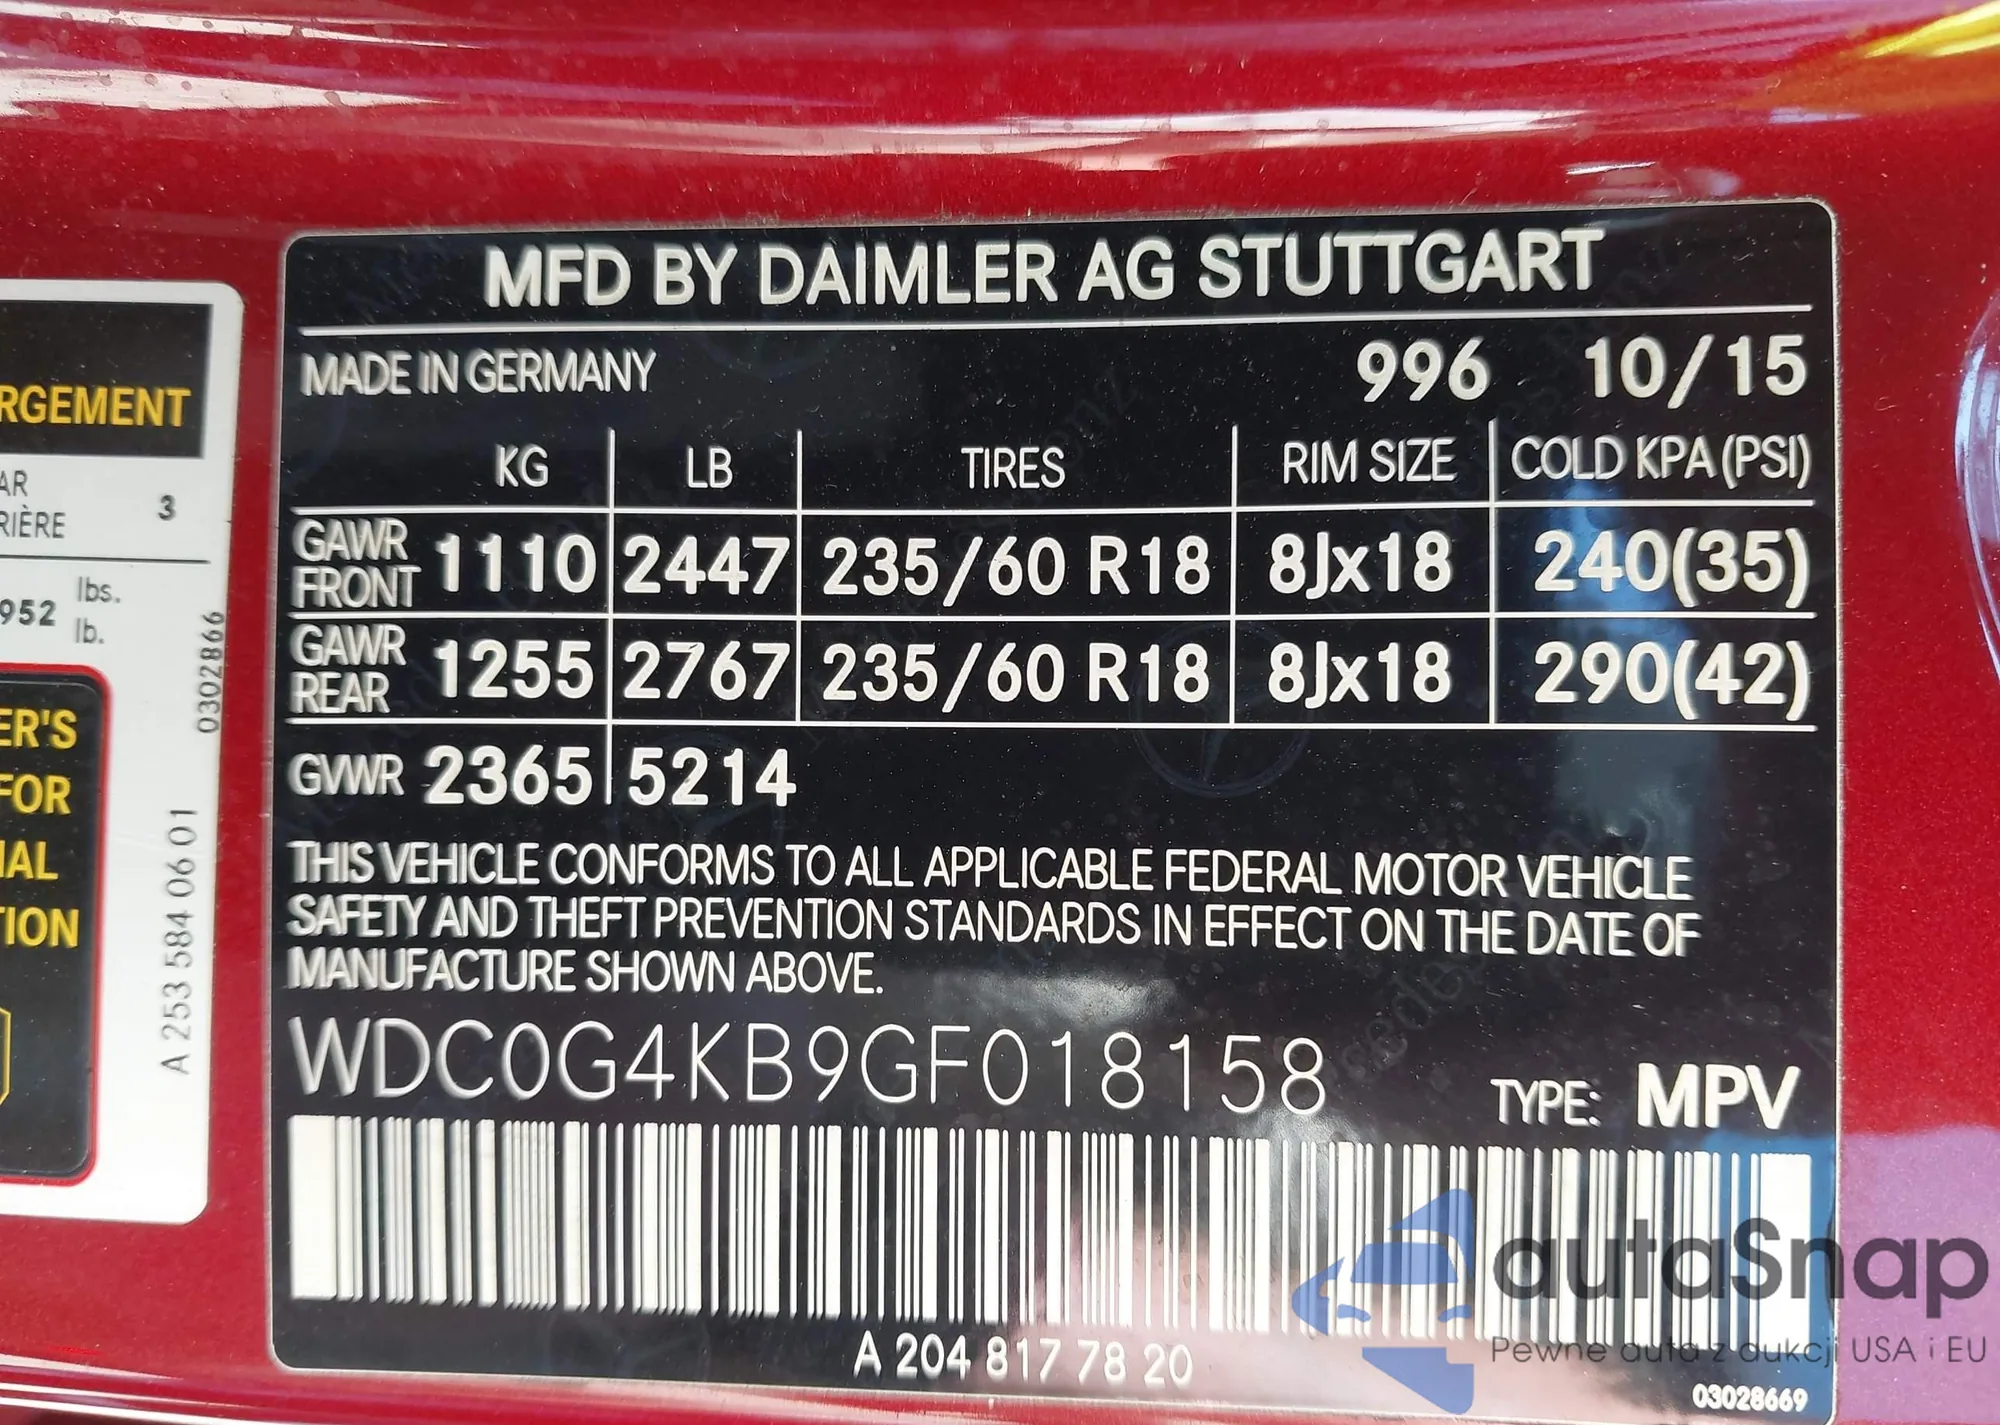 MFD BY DAIMLER AG STUTTGART
MADE IN GERMANY 996 10/15
KG LB TIRES RIM SIZE COLD KPA (PSI)
GAWR FRONT 1110 2447 235/60 R18 8Jx18 240(35)
GAWR REAR 1255 2767 235/60 R18 8Jx18 290(42)
GVWR 2365 5214
THIS VEHICLE CONFORMS TO ALL APPLICABLE FEDERAL MOTOR VEHICLE
SAFETY AND THEFT PREVENTION STANDARDS IN EFFECT ON THE DATE OF
MANUFACTURE SHOWN ABOVE.
WDC0G4KB9GF018158 TYPE: MPV
A 204 817 78 20
03028669
RGEMENT
AR
RIÈRE
3
952 lbs.
lb.
0302866
ER'S
FOR
IAL
TION
A 253 584 06 01
autaSnap
Pewne auta z aukcji USA i EU